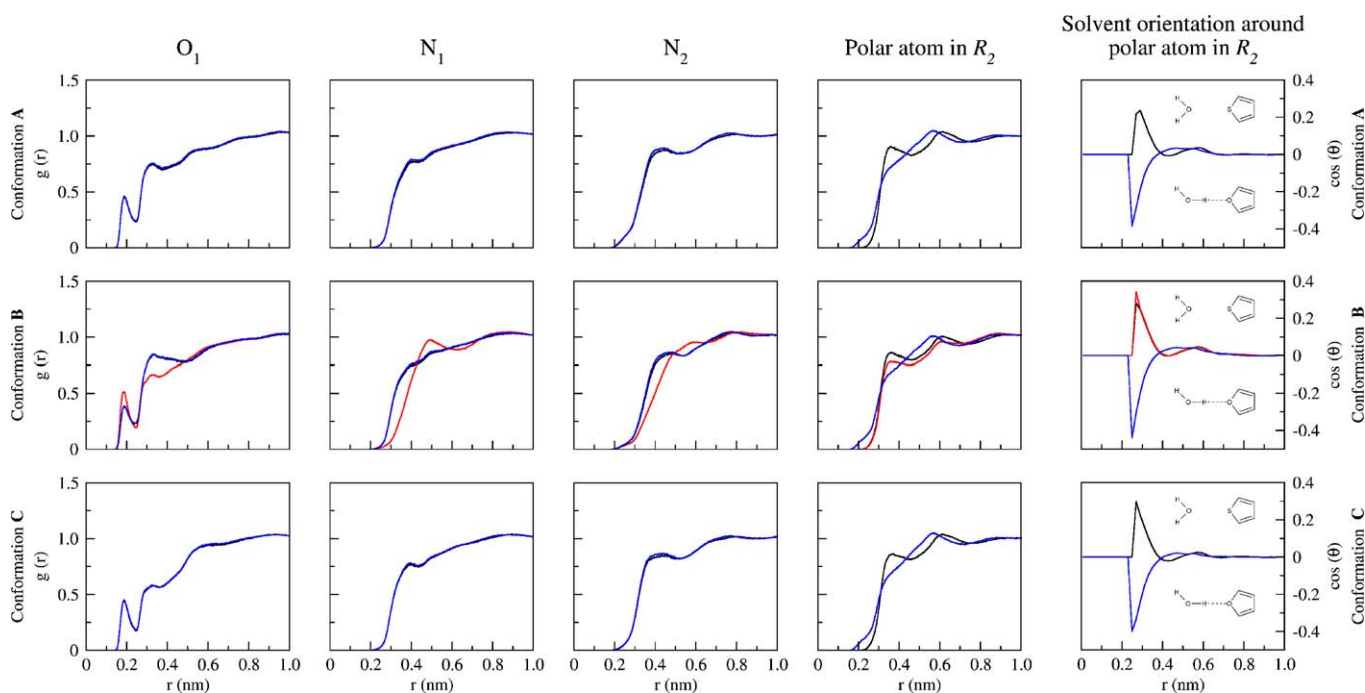 O1
N1
N2
Polar atom in R2
Solvent orientation around
polar atom in R2
Conformation A
g (r)
1.5
1.0
0.5
0
0.4
0.2
0
-0.2
-0.4
cos (θ)
Conformation A
H
O
H
S
H
O
H
O
Conformation B
g (r)
1.5
1.0
0.5
0
0.4
0.2
0
-0.2
-0.4
cos (θ)
Conformation B
H
O
H
S
H
O
H
O
Conformation C
g (r)
1.5
1.0
0.5
0
0.4
0.2
0
-0.2
-0.4
cos (θ)
Conformation C
H
O
H
S
H
O
H
O
0 0.2 0.4 0.6 0.8 1.0
0 0.2 0.4 0.6 0.8 1.0
0 0.2 0.4 0.6 0.8 1.0
0 0.2 0.4 0.6 0.8 1.0
0 0.2 0.4 0.6 0.8 1.0
r (nm)
r (nm)
r (nm)
r (nm)
r (nm)